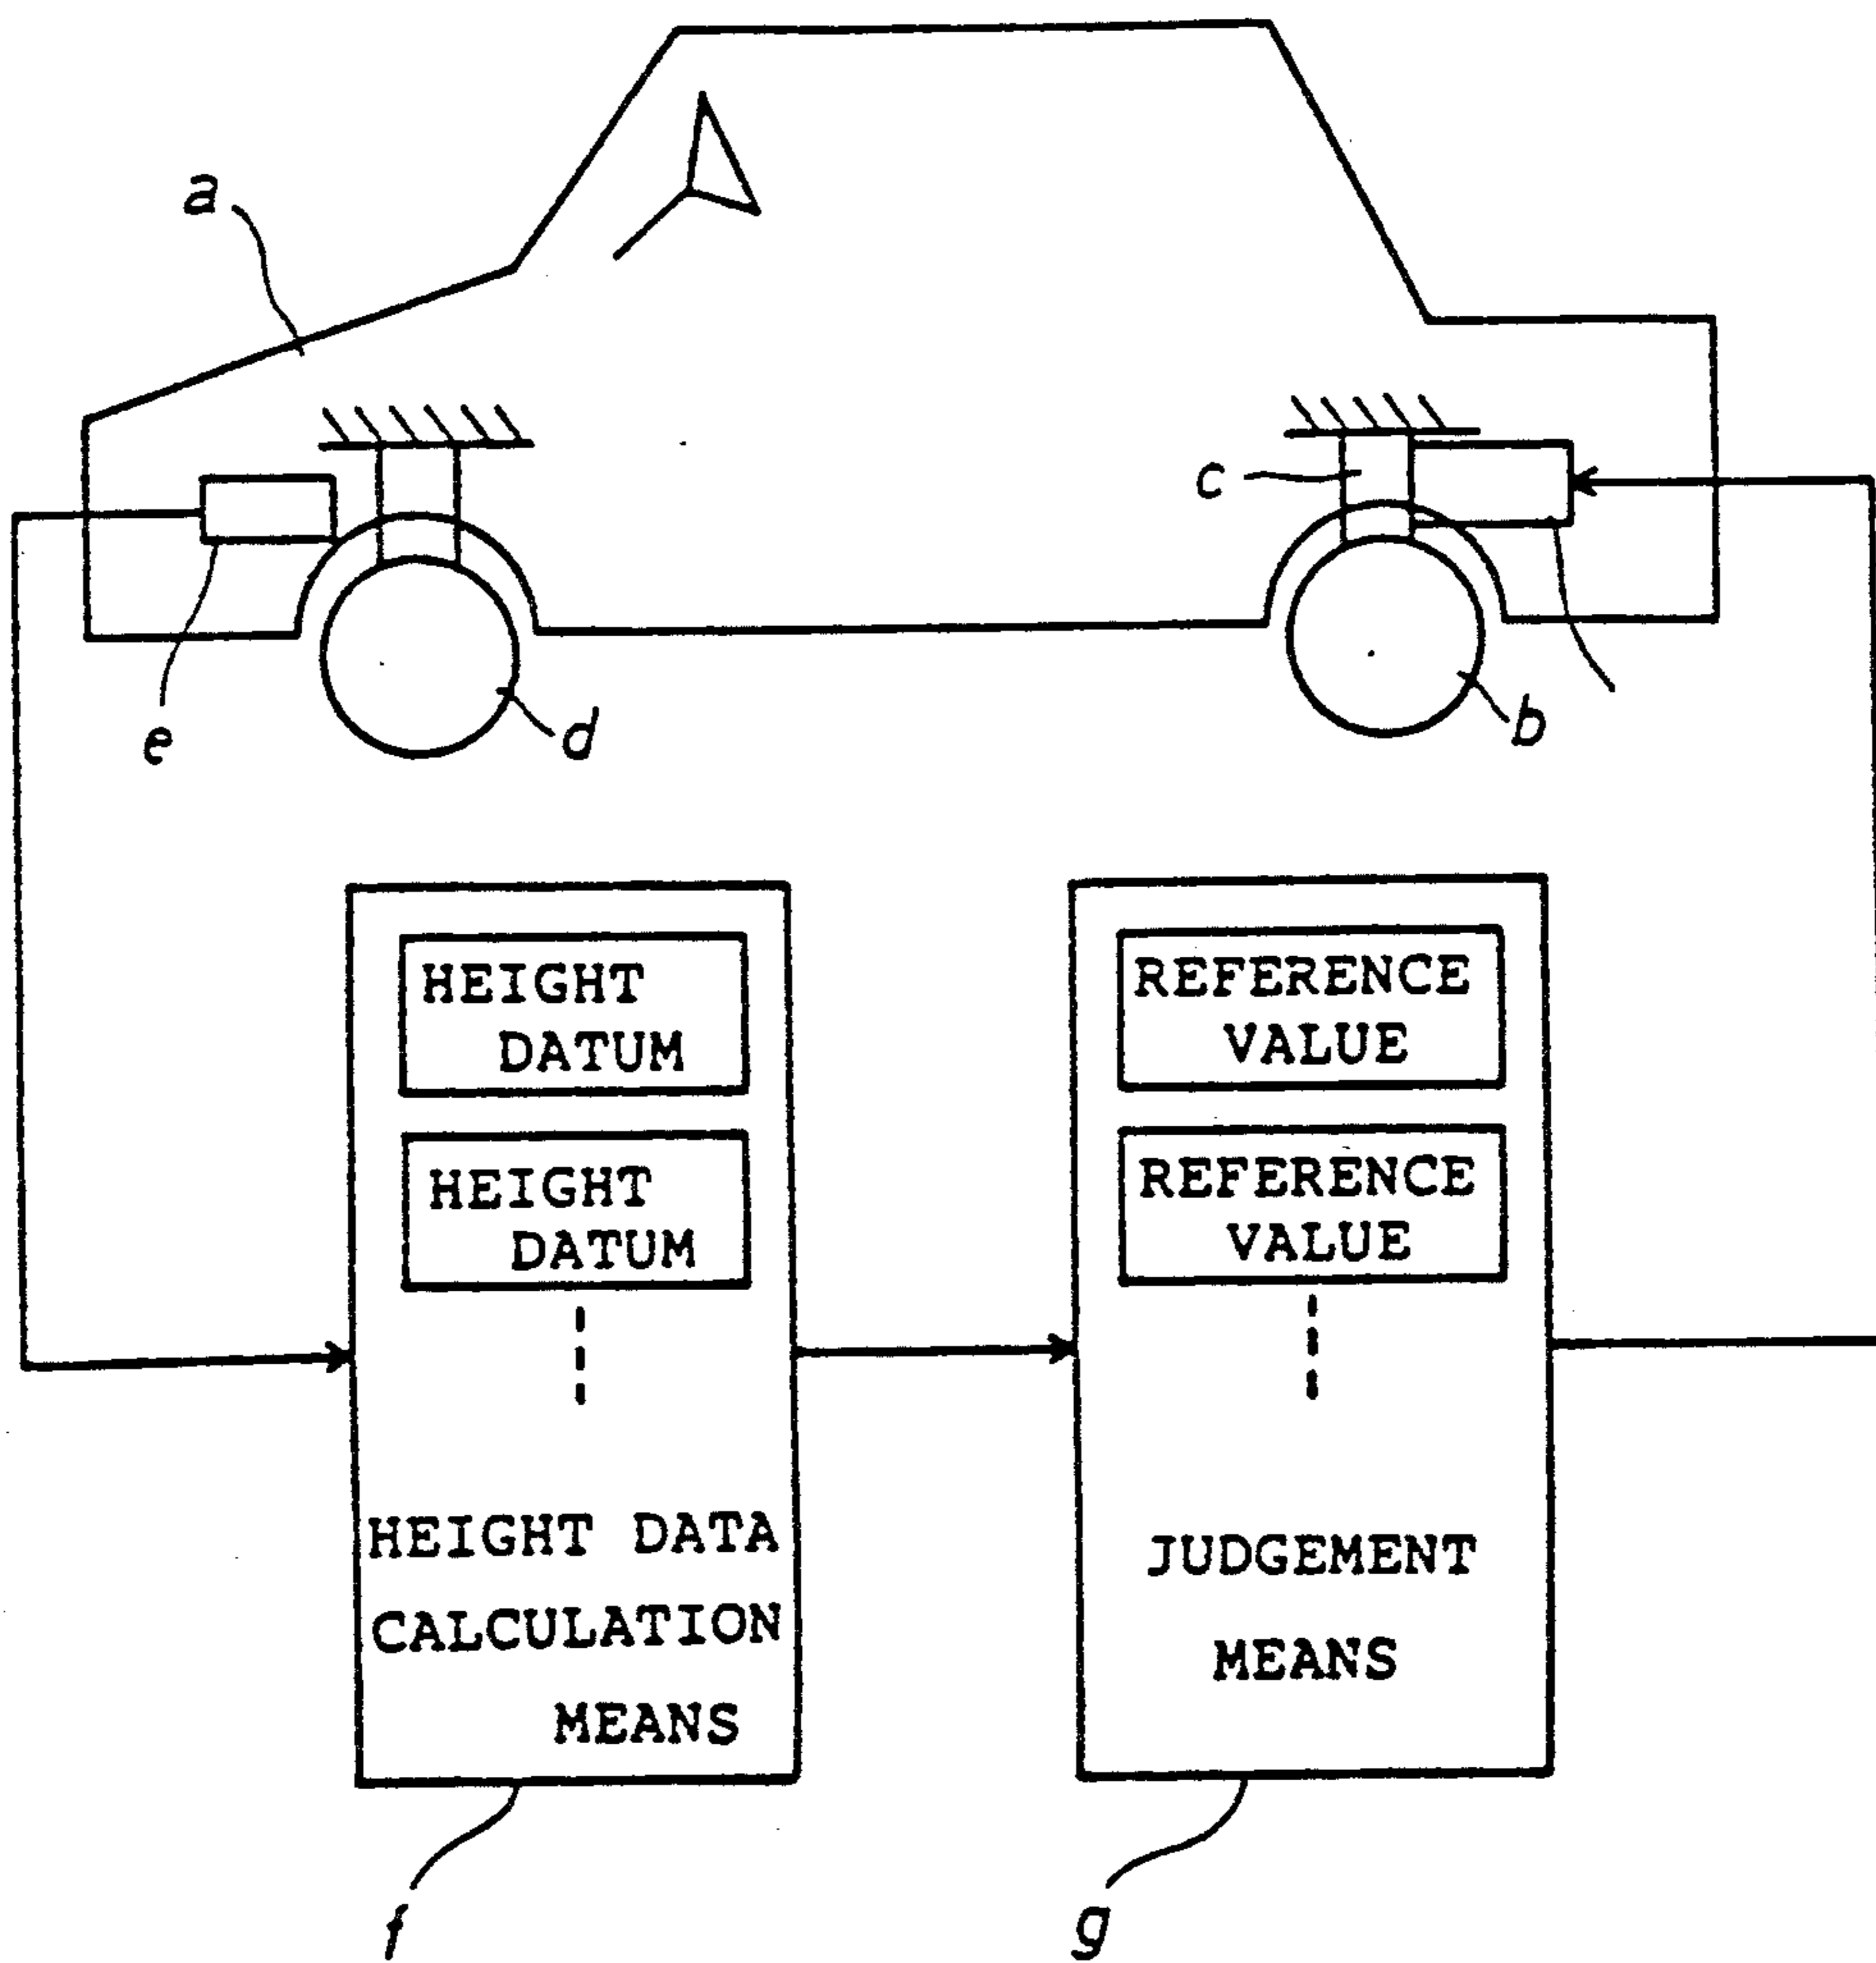 a
c
e
d
b
HEIGHT
DATUM
HEIGHT
DATUM
HEIGHT DATA
CALCULATION
MEANS
REFERENCE
VALUE
REFERENCE
VALUE
JUDGEMENT
MEANS
f
g